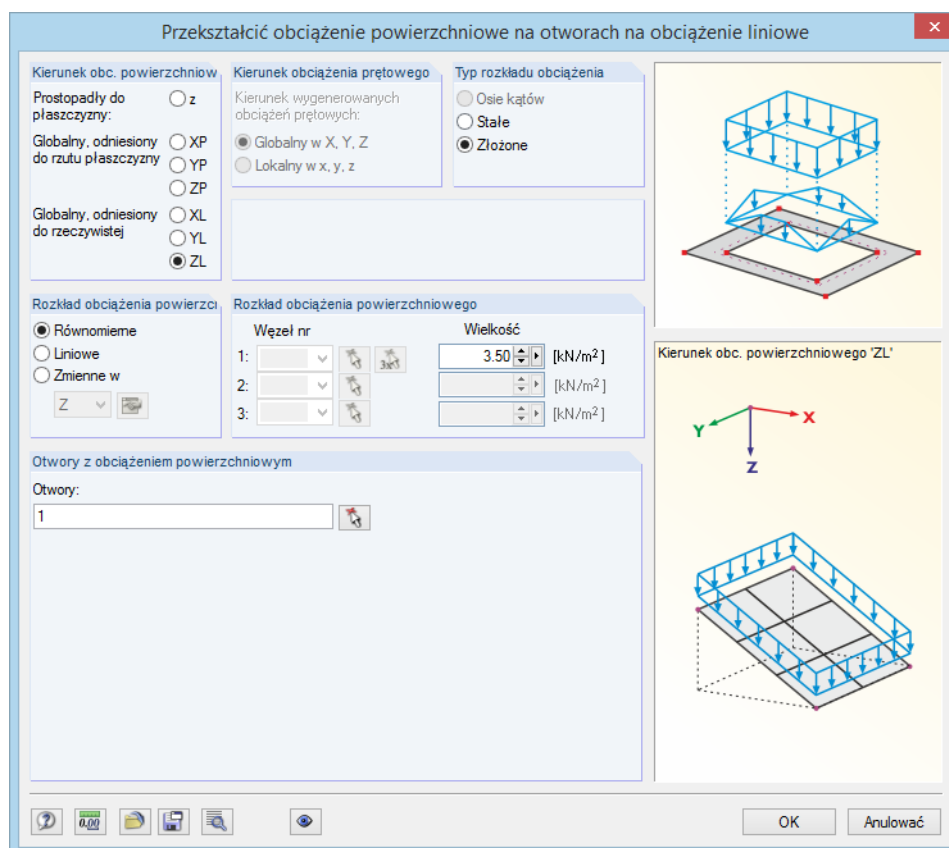 Przekształcić obciążenie powierzchniowe na otworach na obciążenie liniowe
Kierunek obc. powierzchniow
Prostopadły do
płaszczyzny:
z
Globalny, odniesiony
do rzutu płaszczyzny
XP
YP
ZP
Globalny, odniesiony
do rzeczywistej
XL
YL
ZL
Kierunek obciążenia prętowego
Kierunek wygenerowanych
obciążeń prętowych:
Globalny w X, Y, Z
Lokalny w x, y, z
Typ rozkładu obciążenia
Osie kątów
Stałe
Złożone
Rozkład obciążenia powierzc
Równomierne
Liniowe
Zmienne w
Z
Rozkład obciążenia powierzchniowego
Węzeł nr
Wielkość
1:
3x
3.50
[kN/m²]
2:
[kN/m²]
3:
[kN/m²]
Kierunek obc. powierzchniowego 'ZL'
X
Y
Z
Otwory z obciążeniem powierzchniowym
Otwory:
1
0.00
OK
Anulować